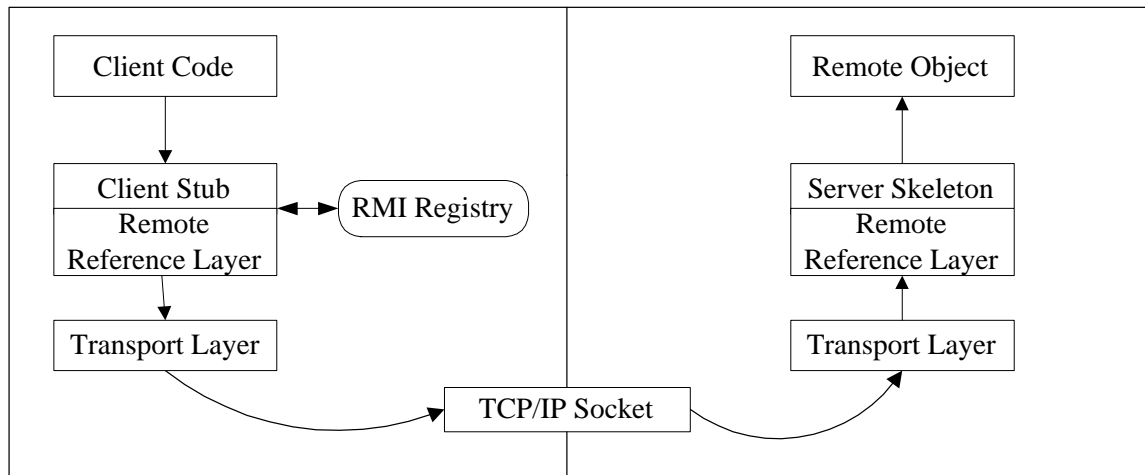 Client Code
Client Stub
Remote
Reference Layer
RMI Registry
Transport Layer
TCP/IP Socket
Remote Object
Server Skeleton
Remote
Reference Layer
Transport Layer